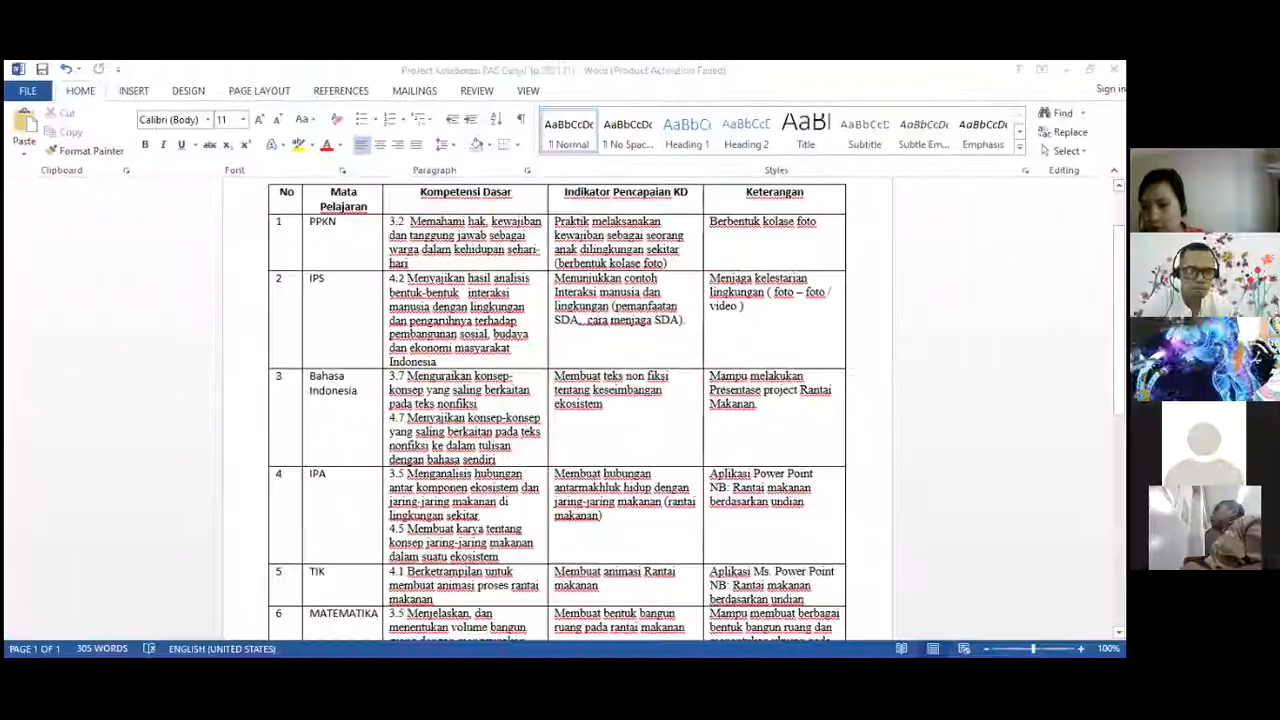 Project Kolaborasi PAS Ganjil Word (Product Activation Failed)
FILE HOME INSERT DESIGN PAGE LAYOUT REFERENCES MAILINGS REVIEW VIEW Sign in
Cut
Copy
Paste
Format Painter
Calibri (Body) 11
AaBbCcDc AaBbCcDc AaBbCc AaBbCcD AaBl AaBbCcD AaBbCcDc AaBbCcDc
¶ Normal ¶ No Spac... Heading 1 Heading 2 Title Subtitle Subtle Em... Emphasis
Find
Replace
Select
Clipboard Font Paragraph Styles Editing
No Mata Pelajaran Kompetensi Dasar Indikator Pencapaian KD Keterangan
1 PPKN
3.2 Memahami hak, kewajiban
dan tanggung jawab sebagai
warga dalam kehidupan sehari-
hari
Praktik melaksanakan
kewajiban sebagai seorang
anak dilingkungan sekitar
(berbentuk kolase foto)
Berbentuk kolase foto
2 IPS
4.2 Menyajikan hasil analisis
bentuk-bentuk interaksi
manusia dengan lingkungan
dan pengaruhnya terhadap
pembangunan sosial, budaya
dan ekonomi masyarakat
Indonesia
Menunjukkan contoh
Interaksi manusia dan
lingkungan (pemanfaatan
SDA, cara menjaga SDA).
Menjaga kelestarian
lingkungan ( foto – foto /
video )
3 Bahasa
Indonesia
3.7 Menguraikan konsep-
konsep yang saling berkaitan
pada teks nonfiksi
4.7 Menyajikan konsep-konsep
yang saling berkaitan pada teks
nonfiksi ke dalam tulisan
dengan bahasa sendiri
Membuat teks non fiksi
tentang keseimbangan
ekosistem
Mampu melakukan
Presentase project Rantai
Makanan.
4 IPA
3.5 Menganalisis hubungan
antar komponen ekosistem dan
jaring-jaring makanan di
lingkungan sekitar
4.5 Membuat karya tentang
konsep jaring-jaring makanan
dalam suatu ekosistem
Membuat hubungan
antarmakhluk hidup dengan
jaring-jaring makanan (rantai
makanan)
Aplikasi Power Point
NB: Rantai makanan
berdasarkan undian
5 TIK
4.1 Berketrampilan untuk
membuat animasi proses rantai
makanan
Membuat animasi Rantai
makanan
Aplikasi Ms. Power Point
NB: Rantai makanan
berdasarkan undian
6 MATEMATIKA
3.5 Menjelaskan, dan
menentukan volume bangun
Membuat bentuk bangun
ruang pada rantai makanan
Mampu membuat berbagai
bentuk bangun ruang dan
PAGE 1 OF 1 305 WORDS ENGLISH (UNITED STATES) 100%